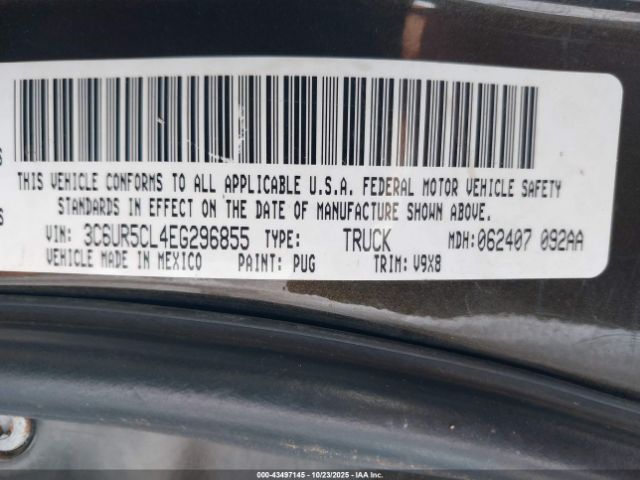 THIS VEHICLE CONFORMS TO ALL APPLICABLE U.S.A. FEDERAL MOTOR VEHICLE SAFETY
STANDARDS IN EFFECT ON THE DATE OF MANUFACTURE SHOWN ABOVE.
VIN: 3C6UR5CL4EG296855 TYPE: TRUCK MDH: 062407 092AA
VEHICLE MADE IN MEXICO PAINT: PUG TRIM: V9X8
000-43497145 - 10/23/2025 - IAA Inc.